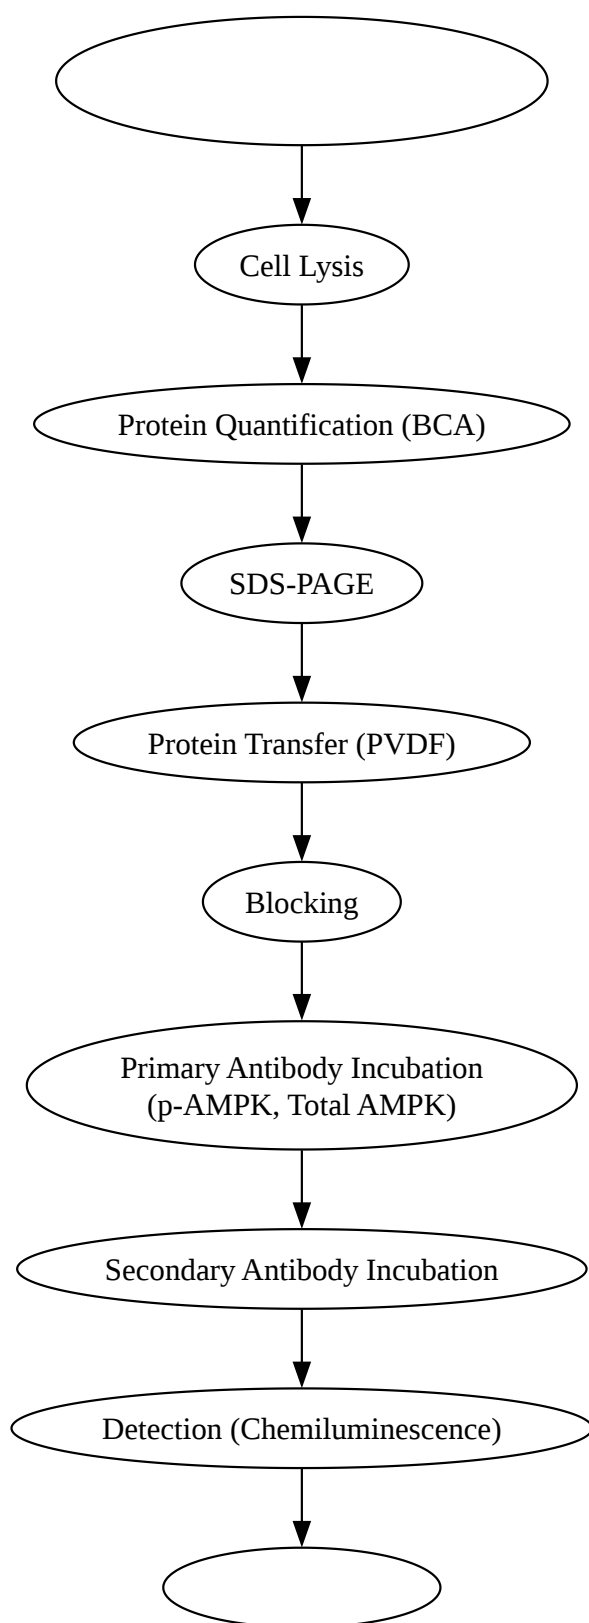 Cell Lysis
Protein Quantification (BCA)
SDS-PAGE
Protein Transfer (PVDF)
Blocking
Primary Antibody Incubation
(p-AMPK, Total AMPK)
Secondary Antibody Incubation
Detection (Chemiluminescence)